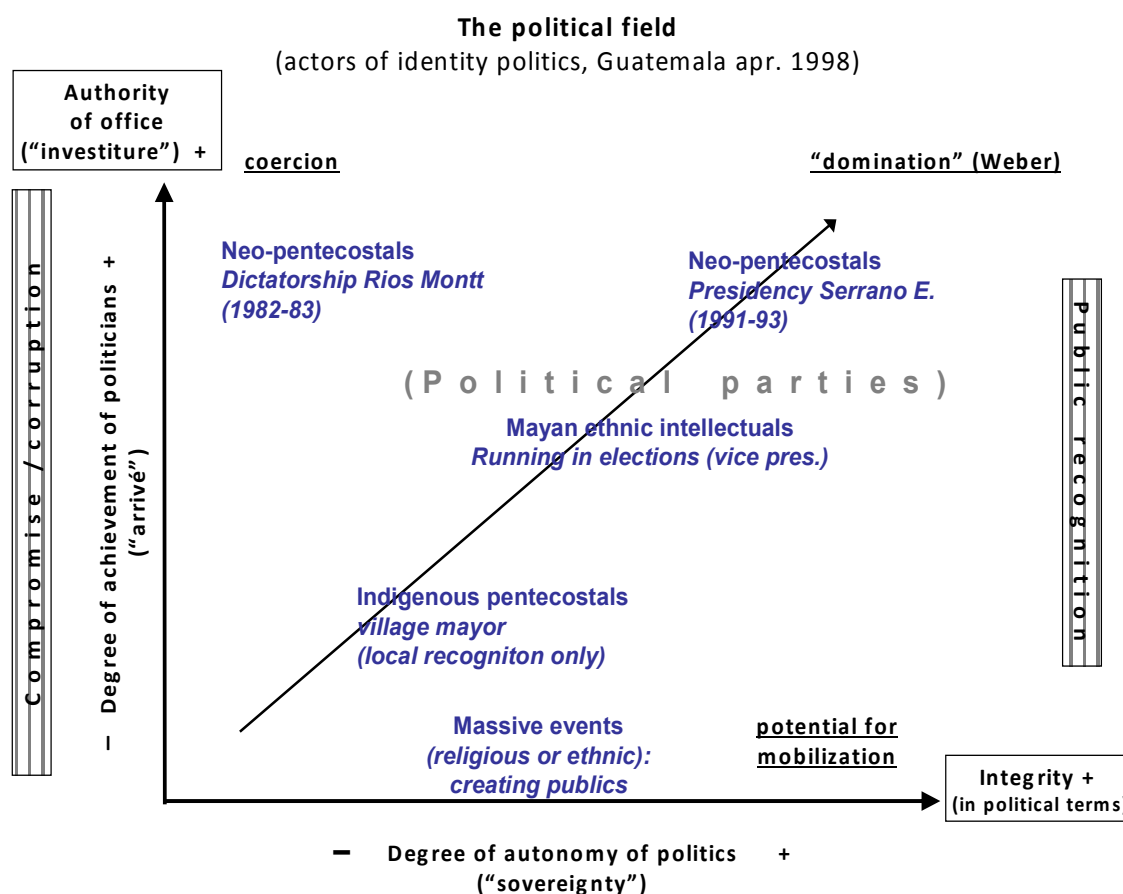 The political field
(actors of identity politics, Guatemala apr. 1998)
Authority
of office
(“investiture”) +
coercion
“domination” (Weber)
Compromise /corruption
– Degree of achievement of politicians +
(“arrivé”)
Neo-pentecostals
Dictatorship Rios Montt
(1982-83)
Neo-pentecostals
Presidency Serrano E.
(1991-93)
Public recognition
(Political parties)
Mayan ethnic intellectuals
Running in elections (vice pres.)
Indigenous pentecostals
village mayor
(local recogniton only)
Massive events
(religious or ethnic):
creating publics
potential for
mobilization
Integrity +
(in political terms)
– Degree of autonomy of politics +
(“sovereignty”)